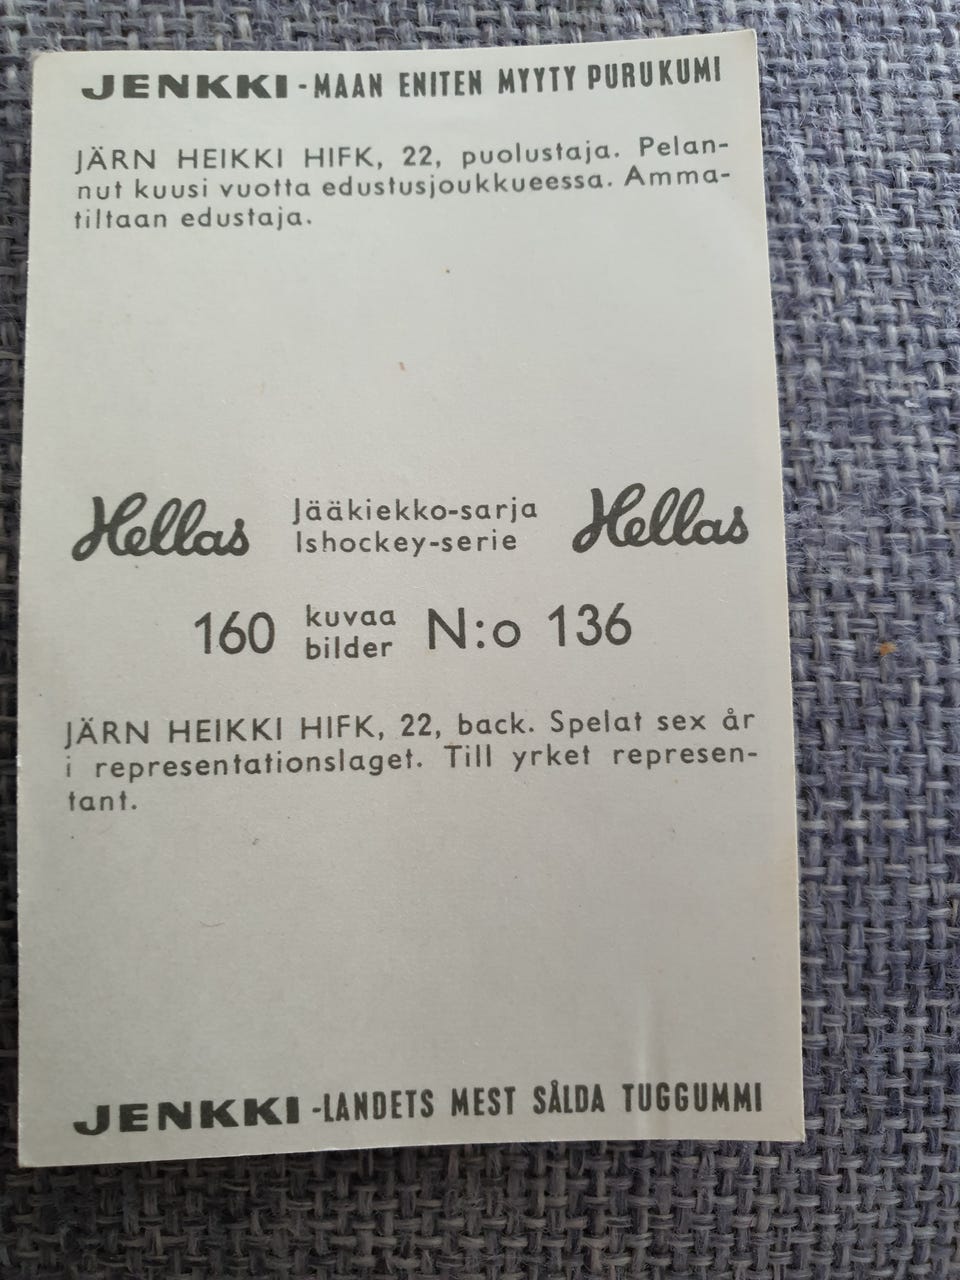 JENKKI - MAAN ENITEN MYYTY PURUKUMI
JÄRN HEIKKI HIFK, 22, puolustaja. Pelan-
nut kuusi vuotta edustusjoukkueessa. Amma-
tiltaan edustaja.
Hellas Jääkiekko-sarja Hellas
Ishockey-serie
160 kuvaa N:o 136
bilder
JÄRN HEIKKI HIFK, 22, back. Spelat sex år
i representationslaget. Till yrket represen-
tant.
JENKKI -LANDETS MEST SÅLDA TUGGUMMI